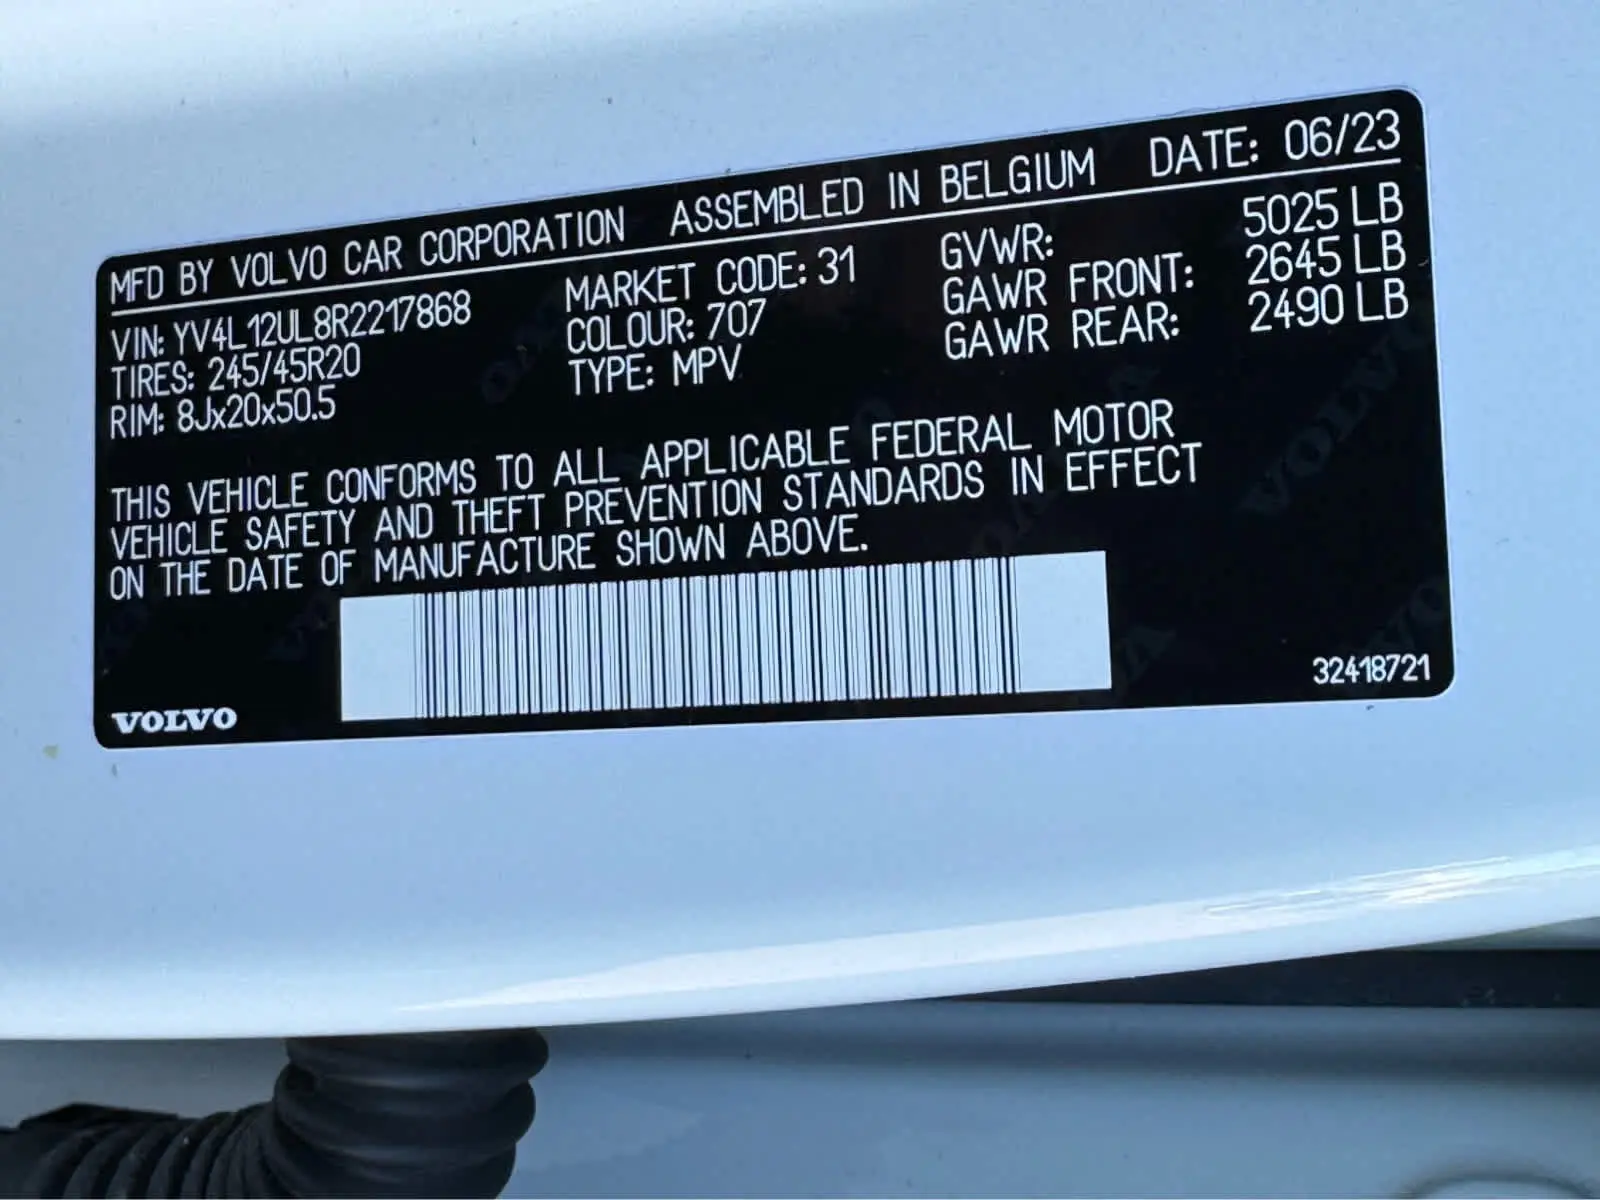 MFD BY VOLVO CAR CORPORATION ASSEMBLED IN BELGIUM DATE: 06/23
VIN: YV4L12UL8R2217868 MARKET CODE: 31 GVWR: 5025 LB
TIRES: 245/45R20 COLOUR: 707 GAWR FRONT: 2645 LB
RIM: 8Jx20x50.5 TYPE: MPV GAWR REAR: 2490 LB
THIS VEHICLE CONFORMS TO ALL APPLICABLE FEDERAL MOTOR
VEHICLE SAFETY AND THEFT PREVENTION STANDARDS IN EFFECT
ON THE DATE OF MANUFACTURE SHOWN ABOVE.
VOLVO 32418721